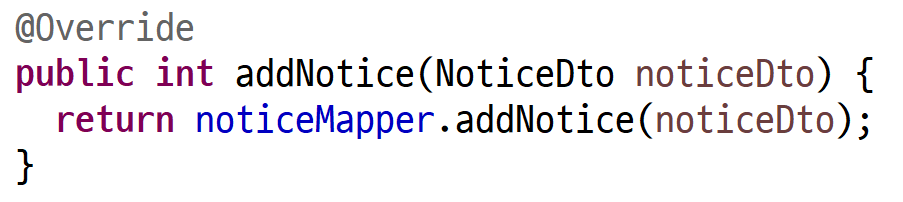 @Override
public int addNotice(NoticeDto noticeDto) {
  return noticeMapper.addNotice(noticeDto);
}